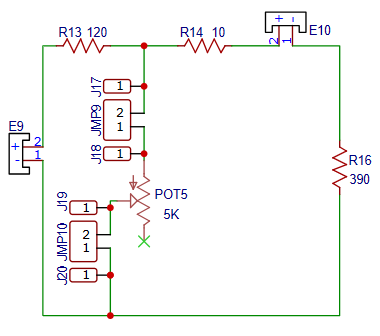 R13 120
R14 10
+ -
E10
2 1
J17
1
JMP9
2
1
E9
+ 2
- 1
J18
1
R16
390
POT5
5K
J19
1
JMP10
2
1
J20
1